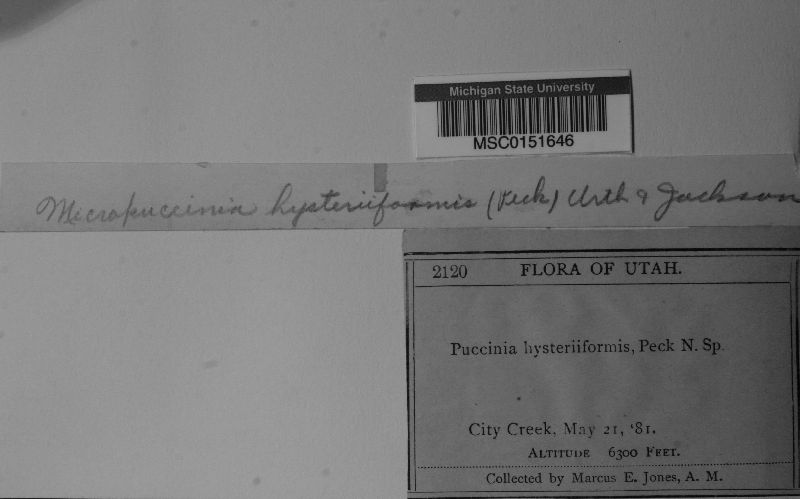 Michigan State University
MSC0151646
Micropuccinia hysteriiformis (Peck) Arth & Jackson
2120 FLORA OF UTAH.
Puccinia hysteriiformis, Peck N. Sp.
City Creek, May 21, '81.
ALTITUDE 6300 FEET.
Collected by Marcus E. Jones, A. M.